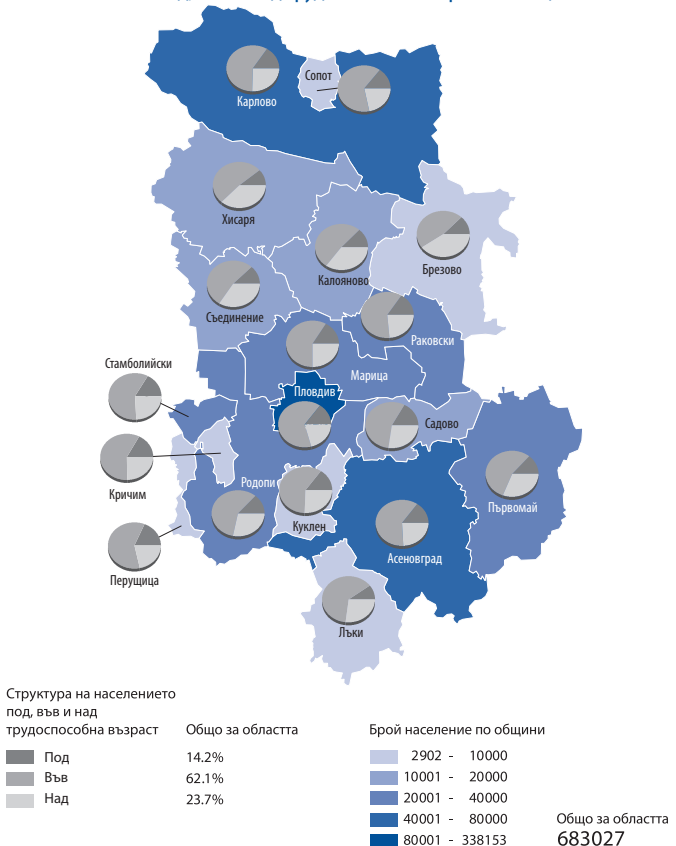 Сопот
Карлово
Хисаря
Калояново
Брезово
Съединение
Раковски
Марица
Стамболийски
Пловдив
Садово
Кричим
Родопи
Куклен
Първомай
Асеновград
Перущица
Лъки
Структура на населението
под, във и над
трудоспособна възраст Общо за областта
Под 14.2%
Във 62.1%
Над 23.7%
Брой население по общини
2902 - 10000
10001 - 20000
20001 - 40000
40001 - 80000
80001 - 338153
Общо за областта
683027